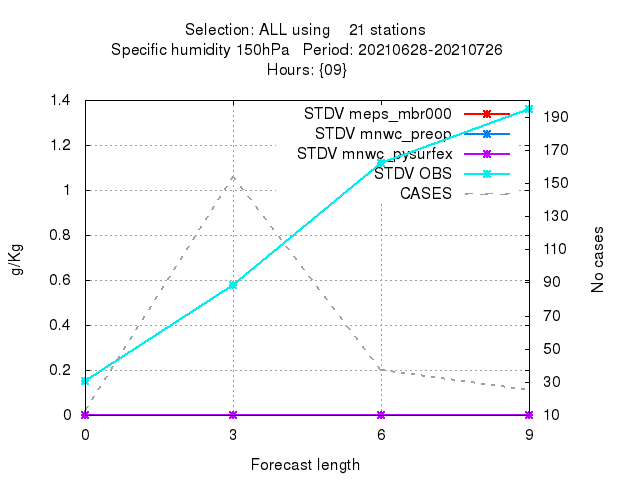 Selection: ALL using    21 stations
Specific humidity 150hPa   Period: 20210628-20210726
Hours: {09}
1.4
1.2
1
0.8
0.6
0.4
0.2
0
g/Kg
STDV meps_mbr000
STDV mnwc_preop
STDV mnwc_pysurfex
STDV OBS
CASES
190
170
150
130
110
90
70
50
30
10
No cases
0 3 6 9
Forecast length